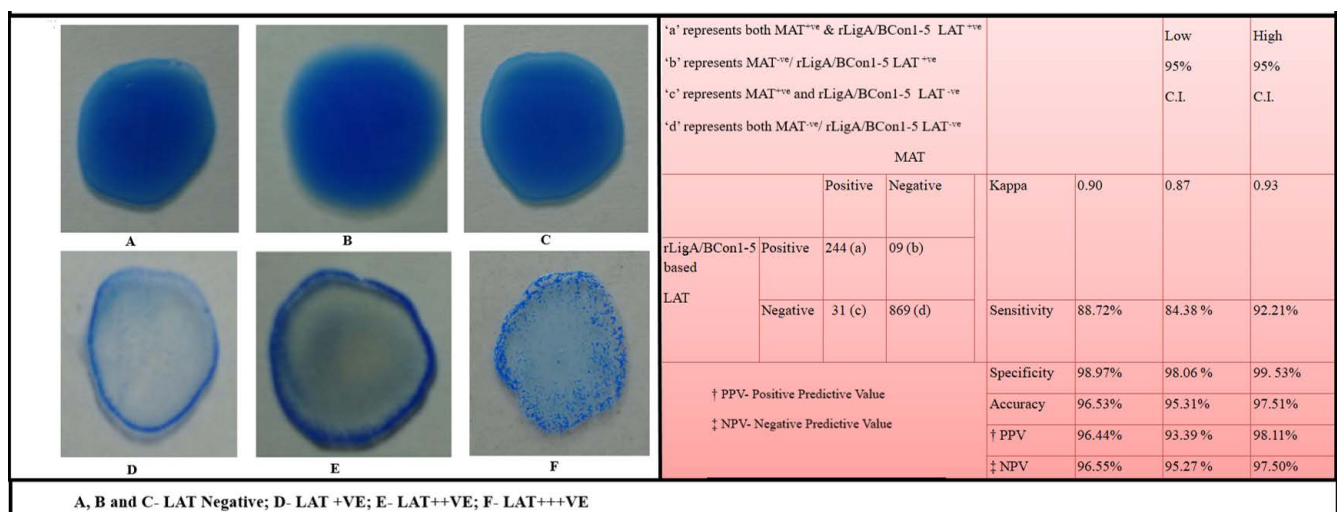 A
B
C
D
E
F
A, B and C- LAT Negative; D- LAT +VE; E- LAT++VE; F- LAT+++VE
'a' represents both MAT+ve & rLigA/BCon1-5 LAT +ve
'b' represents MAT-ve/ rLigA/BCon1-5 LAT +ve
'c' represents MAT+ve and rLigA/BCon1-5 LAT -ve
'd' represents both MAT-ve/ rLigA/BCon1-5 LAT-ve
MAT
Low
95%
C.I.
High
95%
C.I.
Positive Negative
Kappa 0.90 0.87 0.93
rLigA/BCon1-5
based
LAT
Positive 244 (a) 09 (b)
Negative 31 (c) 869 (d)
Sensitivity 88.72% 84.38 % 92.21%
Specificity 98.97% 98.06 % 99. 53%
Accuracy 96.53% 95.31% 97.51%
† PPV 96.44% 93.39 % 98.11%
‡ NPV 96.55% 95.27 % 97.50%
† PPV- Positive Predictive Value
‡ NPV- Negative Predictive Value